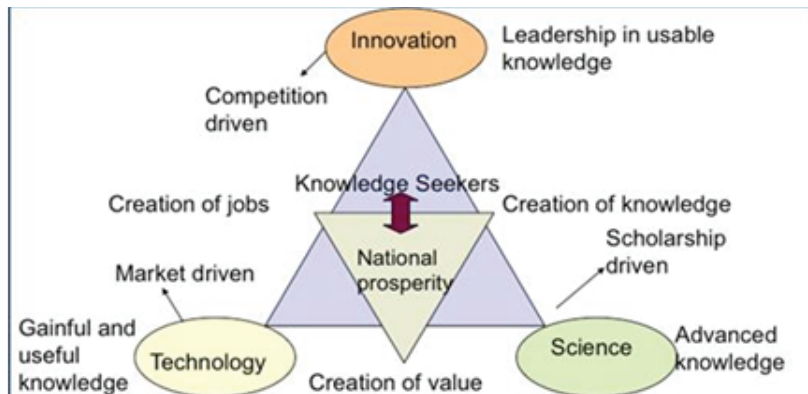 Innovation
Leadership in usable
knowledge
Competition
driven
Knowledge Seekers
Creation of jobs
Creation of knowledge
Scholarship
driven
National
prosperity
Market driven
Gainful and
useful
knowledge
Technology
Science
Advanced
knowledge
Creation of value